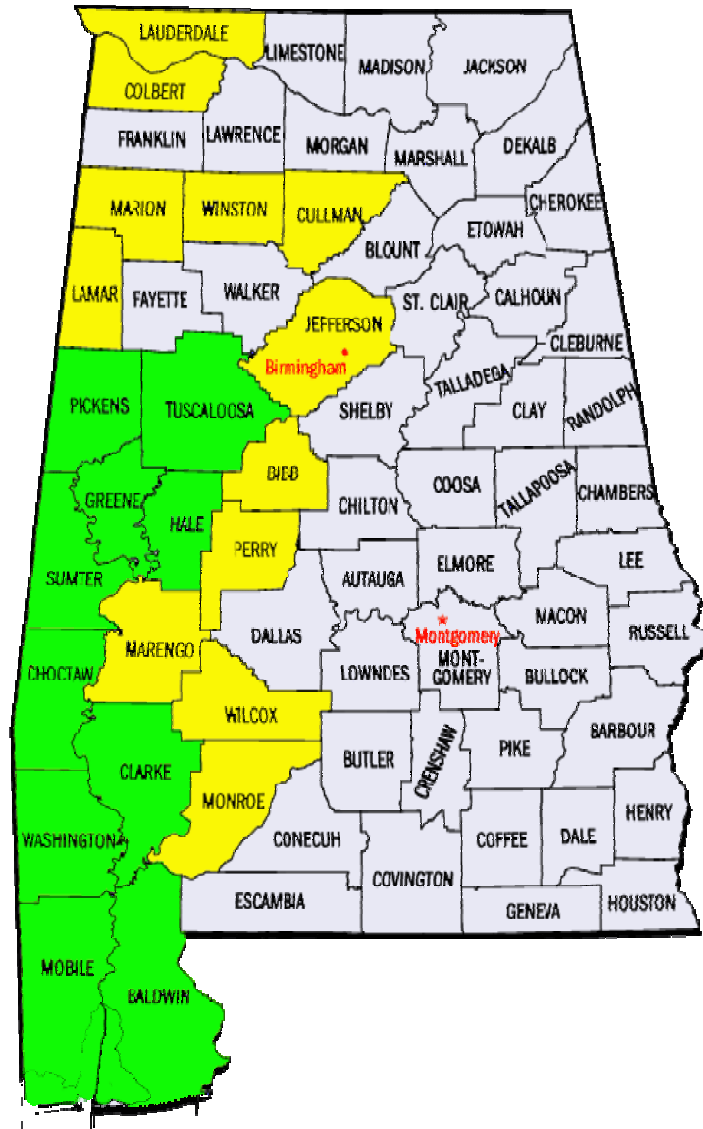 LAUDERDALE
LIMESTONE
MADISON
JACKSON
COLBERT
FRANKLIN
LAWRENCE
MORGAN
MARSHALL
DEKALB
CHEROKEE
MARION
WINSTON
CULLMAN
BLOUNT
ETOWAH
LAMAR
FAYETTE
WALKER
JEFFERSON
Birmingham
ST. CLAIR
CALHOUN
CLEBURNE
PICKENS
TUSCALOOSA
SHELBY
TALLADEGA
CLAY
RANDOLPH
GREENE
HALE
BIBB
CHILTON
COOSA
TALLAPOOSA
CHAMBERS
SUMTER
PERRY
AUTAUGA
ELMORE
LEE
CHOCTAW
MARENGO
DALLAS
LOWNDES
Montgomery
MONT-
GOMERY
MACON
BULLOCK
RUSSELL
CLARKE
WILCOX
BUTLER
CRENSHAW
PIKE
BARBOUR
WASHINGTON
MONROE
CONECUH
COVINGTON
COFFEE
DALE
HENRY
ESCAMBIA
GENEVA
HOUSTON
MOBILE
BALDWIN